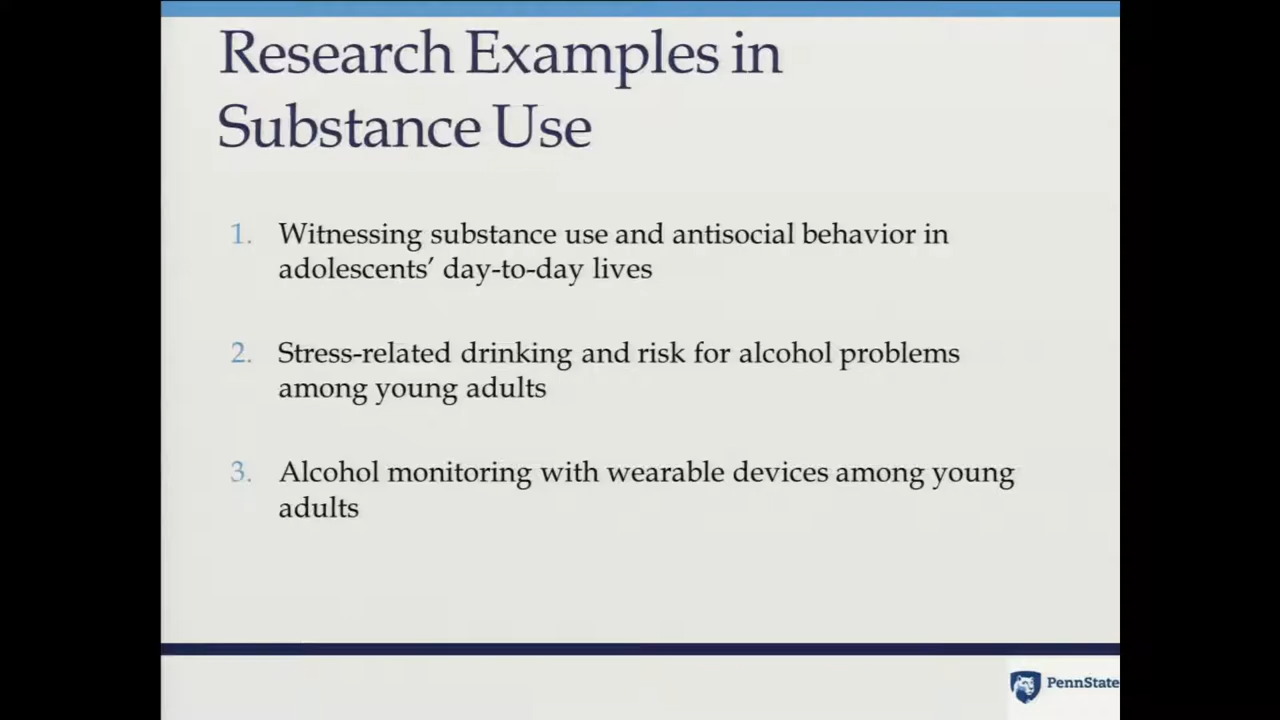 Research Examples in
Substance Use
1. Witnessing substance use and antisocial behavior in
adolescents’ day-to-day lives
2. Stress-related drinking and risk for alcohol problems
among young adults
3. Alcohol monitoring with wearable devices among young
adults
PennState